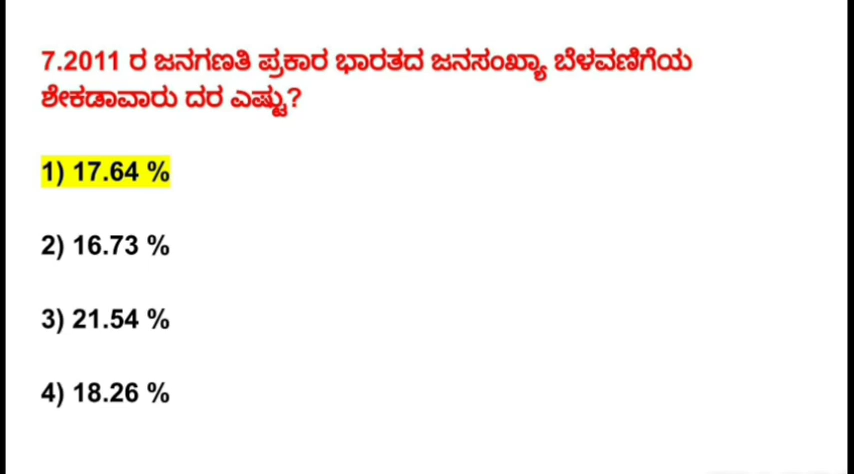 7.2011 ರ ಜನಗಣತಿ ಪ್ರಕಾರ ಭಾರತದ ಜನಸಂಖ್ಯಾ ಬೆಳವಣಿಗೆಯ
ಶೇಕಡಾವಾರು ದರ ಎಷ್ಟು?
1) 17.64 %
2) 16.73 %
3) 21.54 %
4) 18.26 %